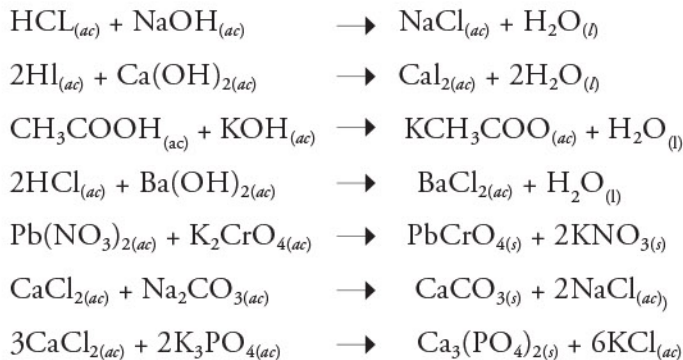 HCL(ac) + NaOH(ac) → NaCl(ac) + H₂O(l)
2Hl(ac) + Ca(OH)₂(ac) → Cal₂(ac) + 2H₂O(l)
CH₃COOH(ac) + KOH(ac) → KCH₃COO(ac) + H₂O(l)
2HCl(ac) + Ba(OH)₂(ac) → BaCl₂(ac) + H₂O(l)
Pb(NO₃)₂(ac) + K₂CrO₄(ac) → PbCrO₄(s) + 2KNO₃(s)
CaCl₂(ac) + Na₂CO₃(ac) → CaCO₃(s) + 2NaCl(ac))
3CaCl₂(ac) + 2K₃PO₄(ac) → Ca₃(PO₄)₂(s) + 6KCl(ac)